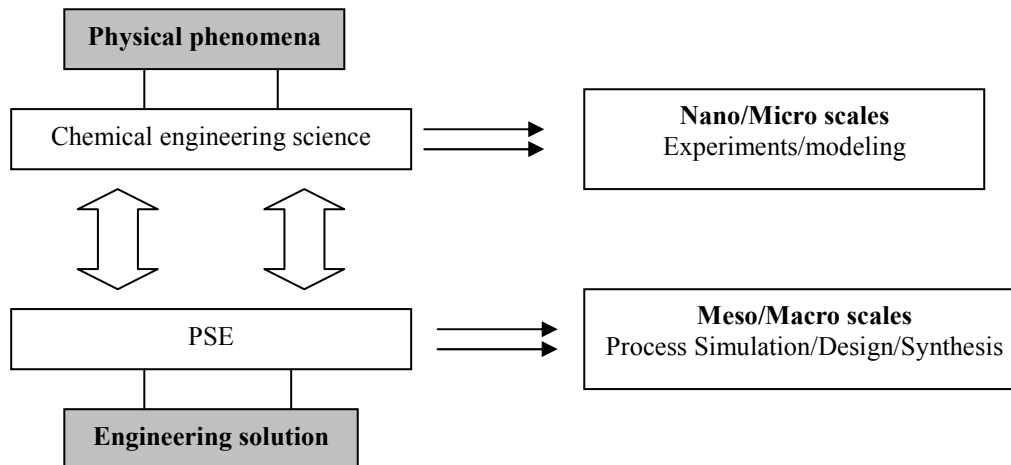 Physical phenomena
Chemical engineering science
Nano/Micro scales
Experiments/modeling
PSE
Meso/Macro scales
Process Simulation/Design/Synthesis
Engineering solution